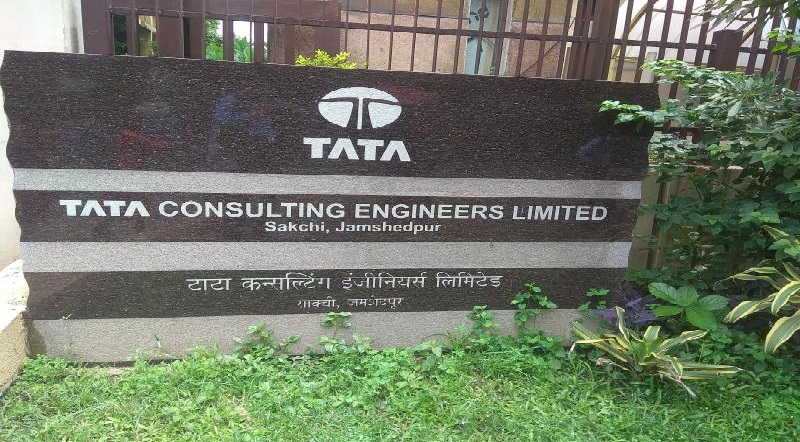 TATA
TATA CONSULTING ENGINEERS LIMITED
Sakchi, Jamshedpur
टाटा कन्सल्टिंग इंजीनियर्स लिमिटेड
साक्ची, जमशेदपुर